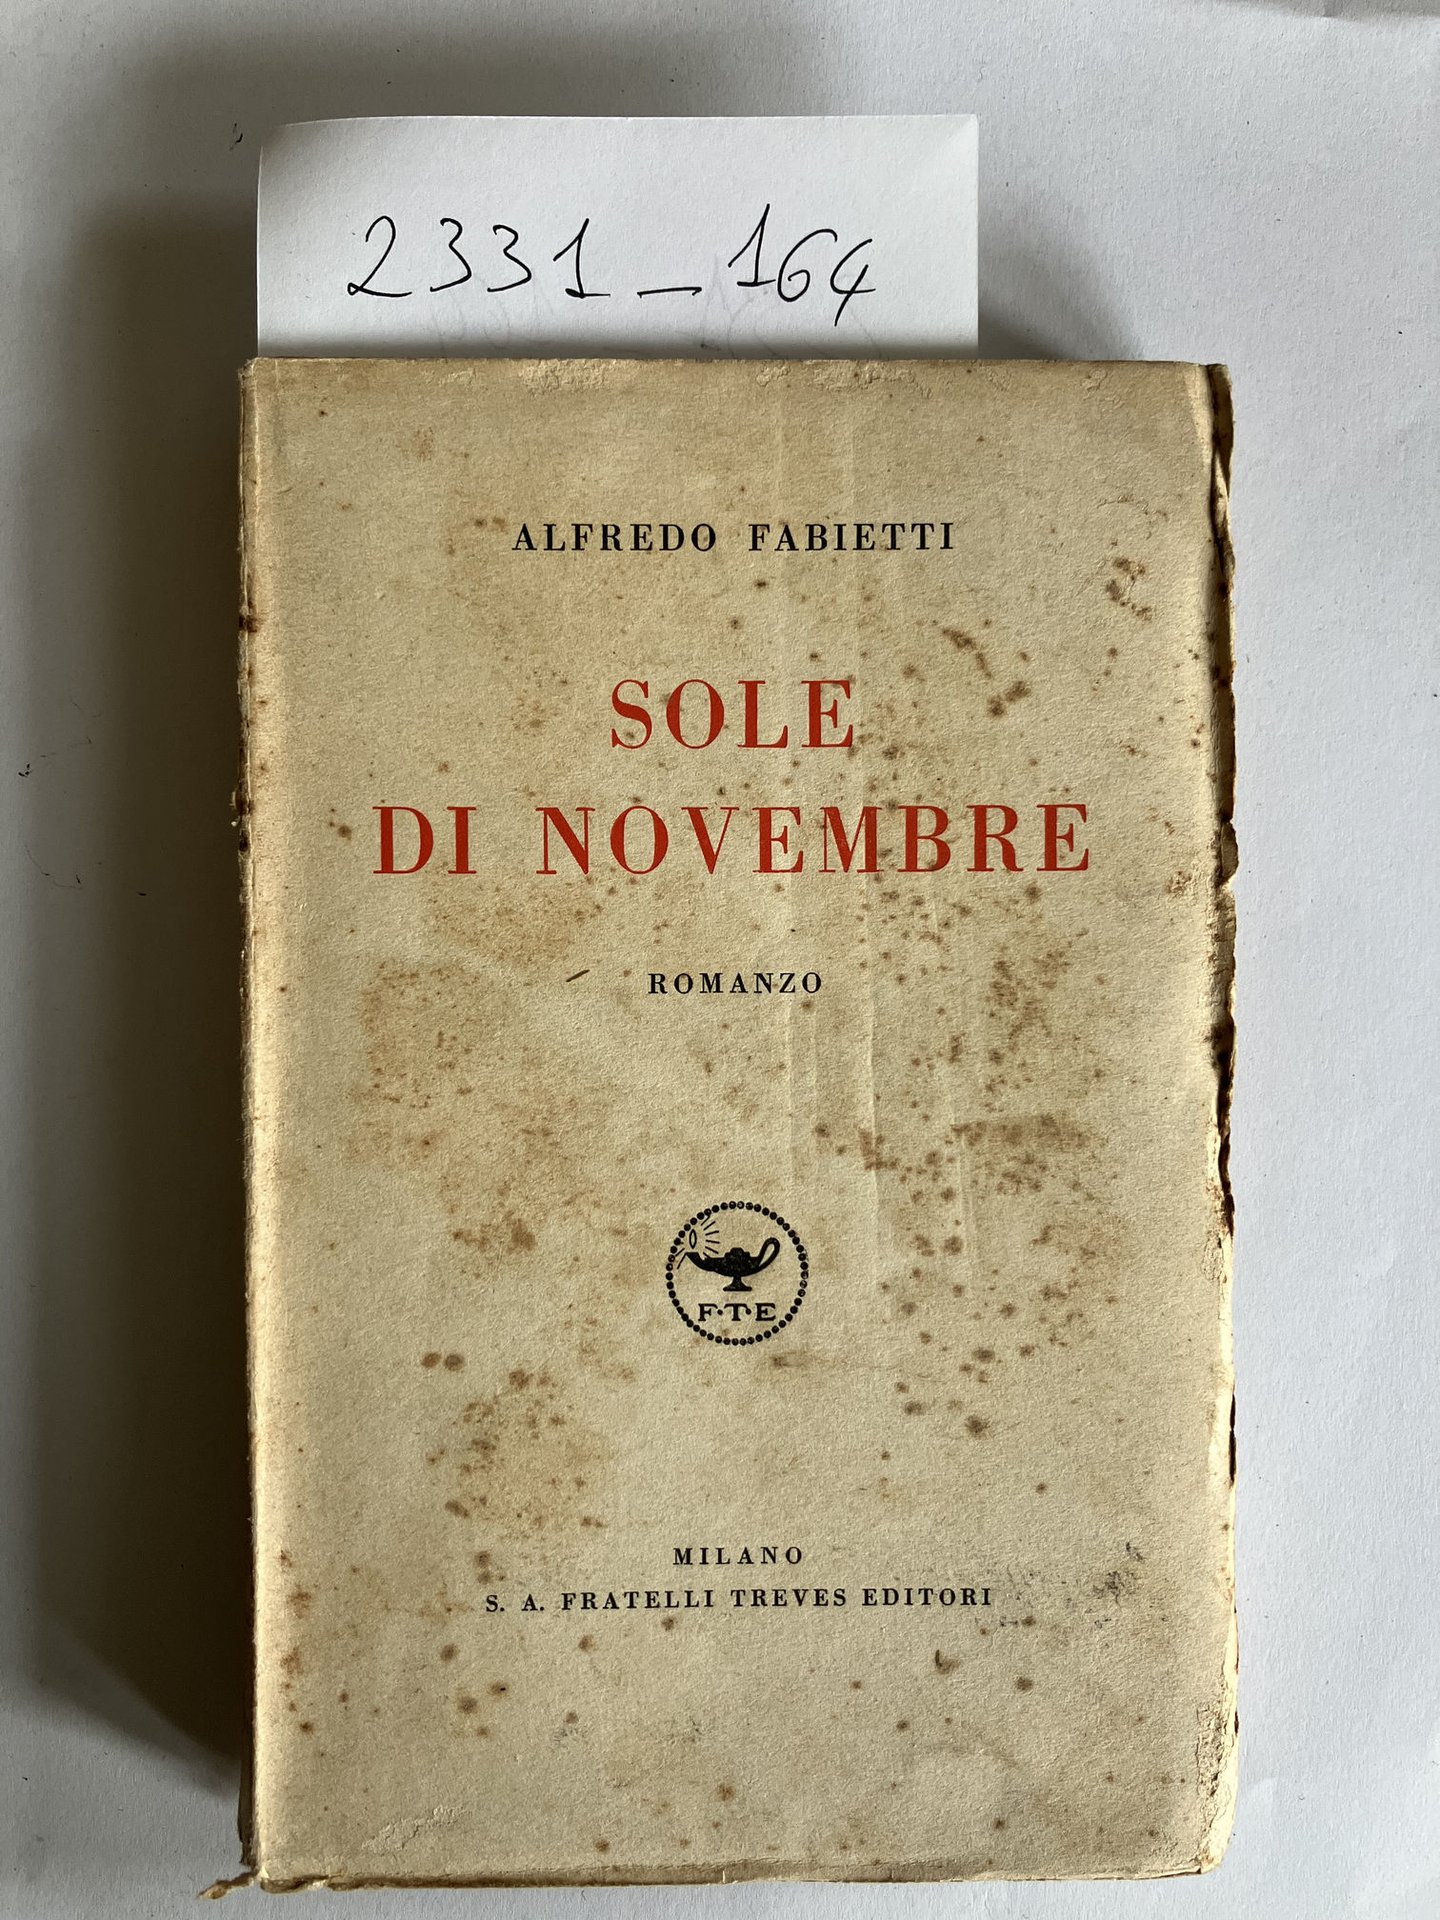 2331_164
ALFREDO FABIETTI
SOLE
DI NOVEMBRE
ROMANZO
F·T·E
MILANO
S. A. FRATELLI TREVES EDITORI